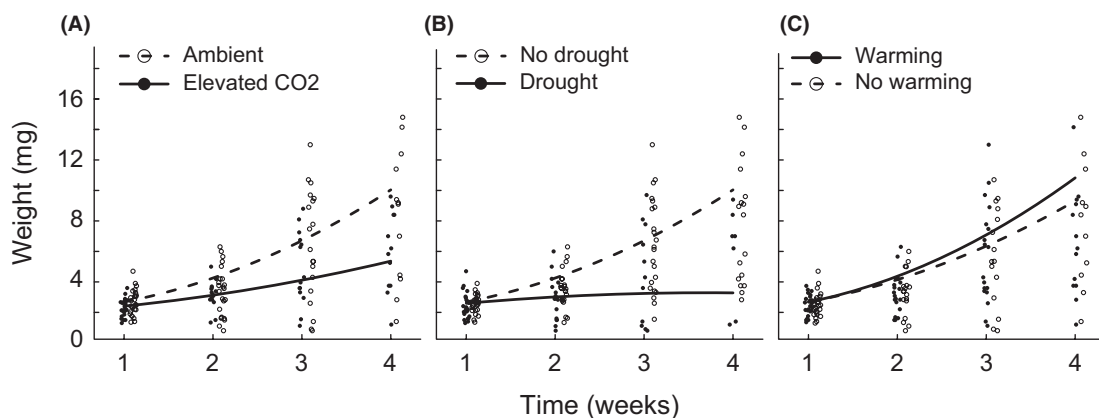 (A) (B) (C)
Ambient
Elevated CO2
No drought
Drought
Warming
No warming
Weight (mg)
16
12
8
4
0
1 2 3 4
1 2 3 4
1 2 3 4
Time (weeks)